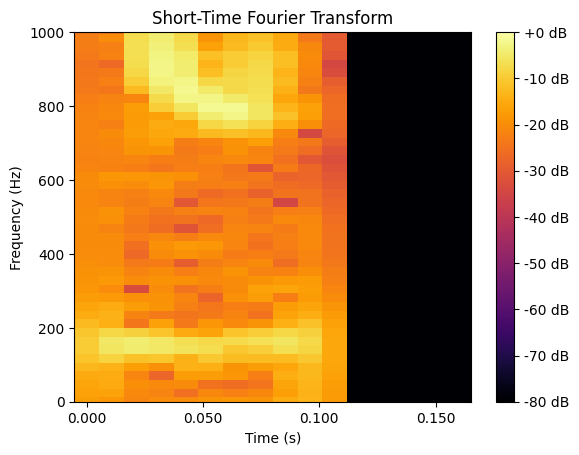 Short-Time Fourier Transform
1000
800
600
400
200
0
Frequency (Hz)
0.000
0.050
0.100
0.150
Time (s)
+0 dB
-10 dB
-20 dB
-30 dB
-40 dB
-50 dB
-60 dB
-70 dB
-80 dB